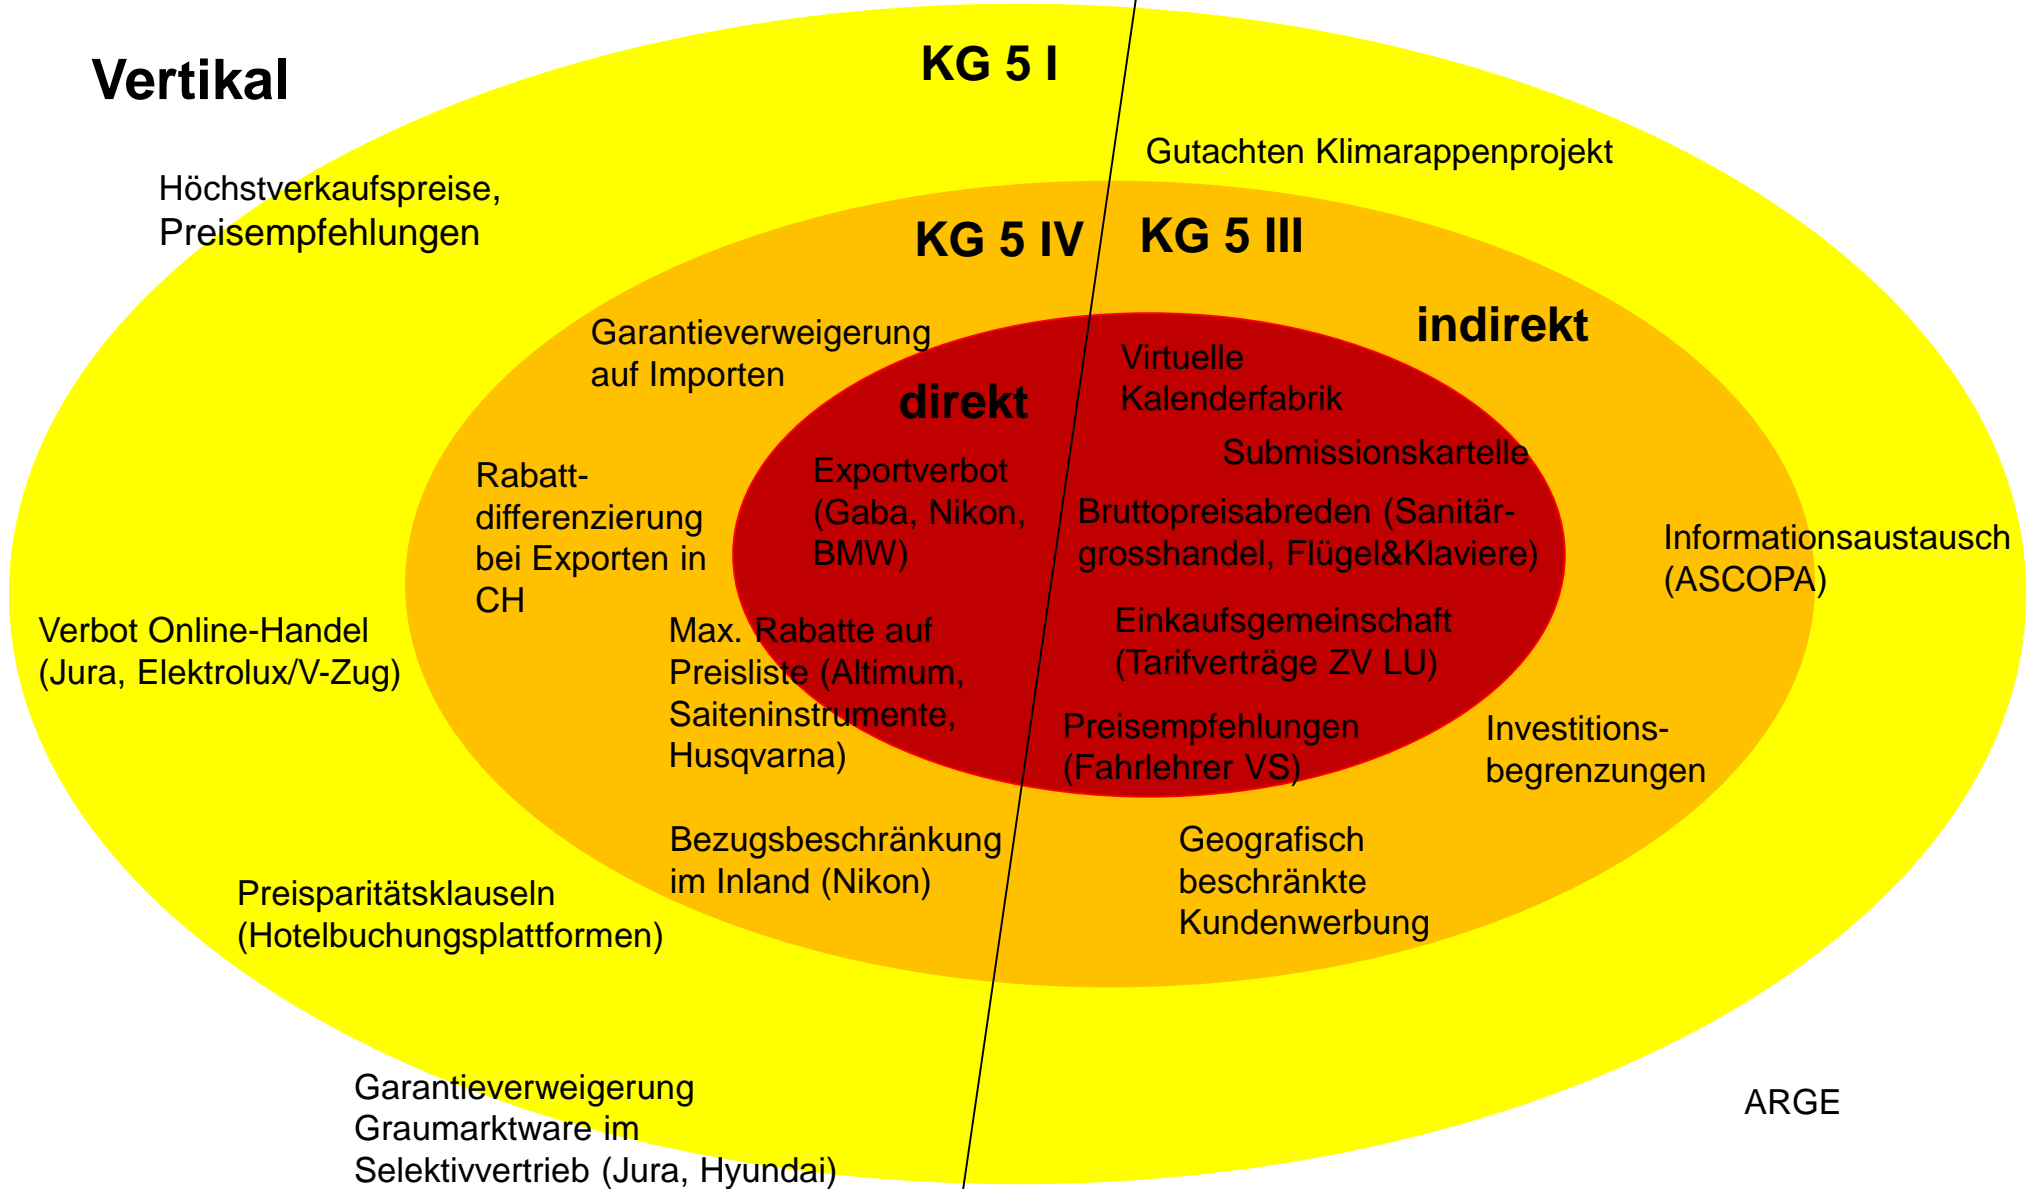 Vertikal
KG 5 I
Gutachten Klimarappenprojekt
Höchstverkaufspreise,
Preisempfehlungen
KG 5 IV
KG 5 III
indirekt
Garantieverweigerung
auf Importen
direkt
Virtuelle
Kalenderfabrik
Submissionskartelle
Rabatt-
differenzierung
bei Exporten in
CH
Exportverbot
(Gaba, Nikon,
BMW)
Bruttopreisabreden (Sanitär-
grosshandel, Flügel&Klaviere)
Informationsaustausch
(ASCOPA)
Verbot Online-Handel
(Jura, Elektrolux/V-Zug)
Max. Rabatte auf
Preisliste (Altimum,
Saiteninstrumente,
Husqvarna)
Einkaufsgemeinschaft
(Tarifverträge ZV LU)
Preisempfehlungen
(Fahrlehrer VS)
Investitions-
begrenzungen
Bezugsbeschränkung
im Inland (Nikon)
Geografisch
beschränkte
Kundenwerbung
Preisparitätsklauseln
(Hotelbuchungsplattformen)
Garantieverweigerung
Graumarktware im
Selektivvertrieb (Jura, Hyundai)
ARGE